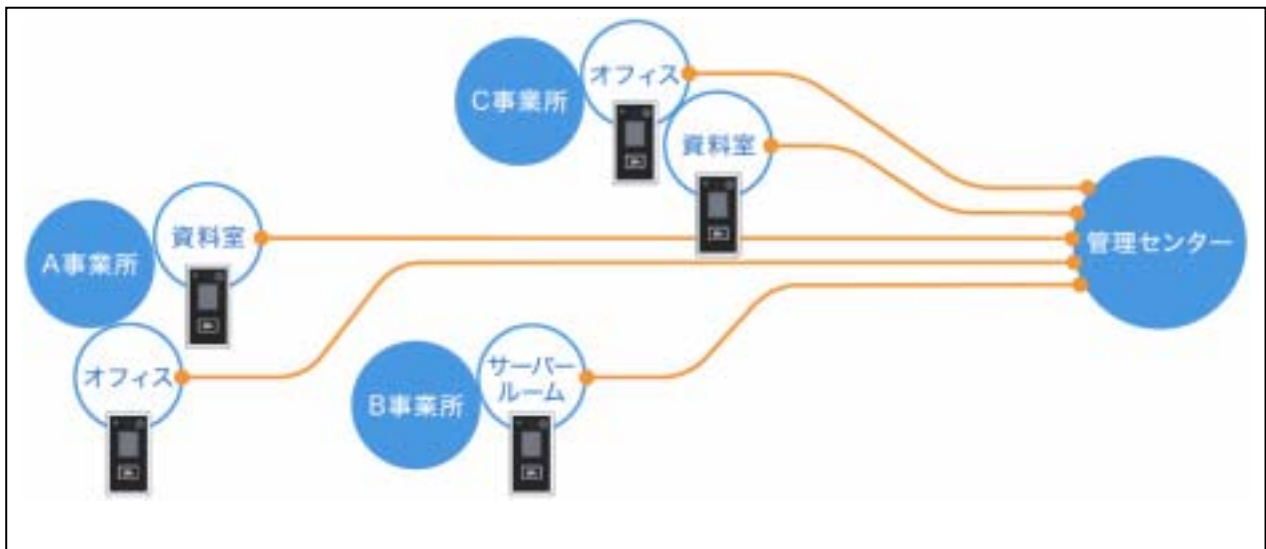 C事業所
オフィス
資料室
A事業所
資料室
オフィス
B事業所
サーバー
ルーム
管理センター